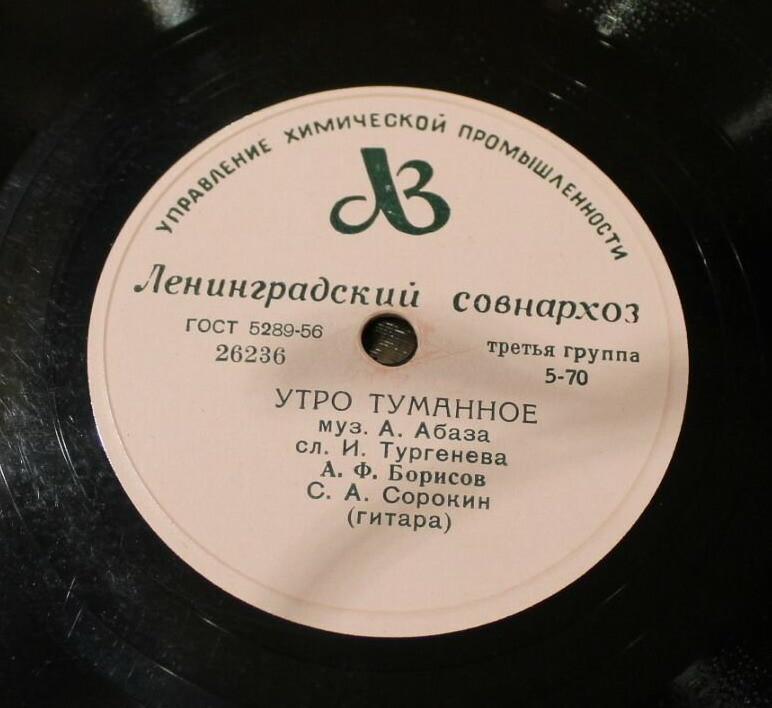 УПРАВЛЕНИЕ ХИМИЧЕСКОЙ ПРОМЫШЛЕННОСТИ
ЛЗ
Ленинградский совнархоз
ГОСТ 5289-56
26236
третья группа
5-70
УТРО ТУМАННОЕ
муз. А. Абаза
сл. И. Тургенева
А. Ф. Борисов
С. А. Сорокин
(гитара)